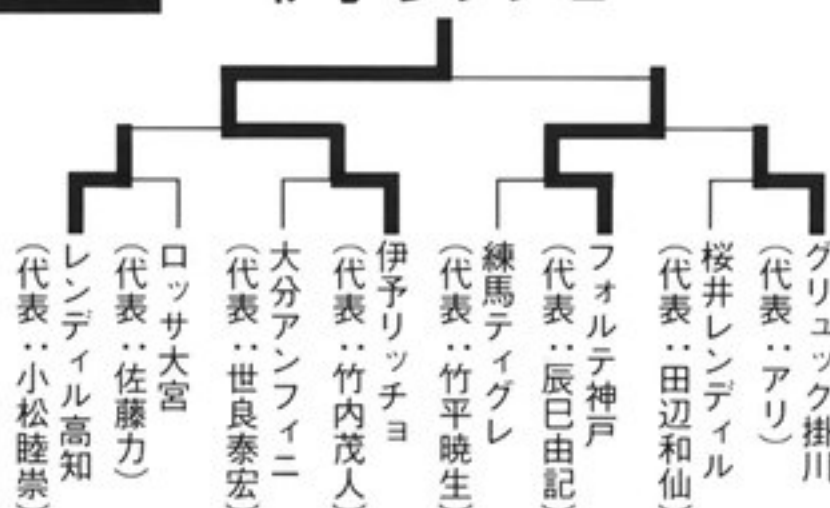 グリュック掛川
(代表:アリ)
桜井レンディル
(代表:田辺和仙)
フォルテ神戸
(代表:辰巳由記)
練馬ティグレ
(代表:竹平暁生)
伊予リッチョ
(代表:竹内茂人)
大分アンフィニ
(代表:世良泰宏)
ロッサ大宮
(代表:佐藤力)
レンディル高知
(代表:小松睦崇)